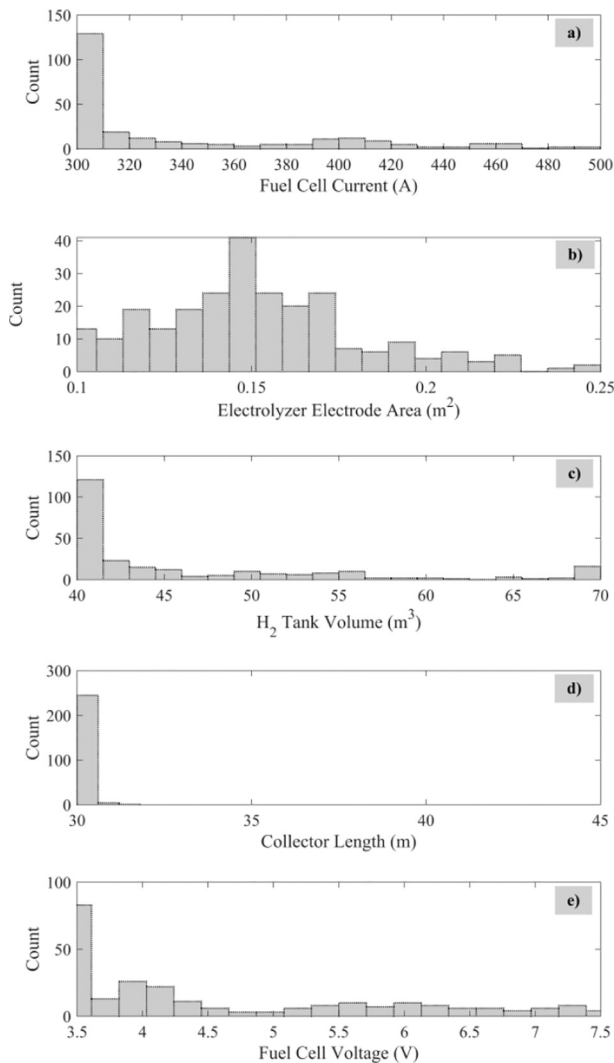 150
a)
100
Count
50
0
300 320 340 360 380 400 420 440 460 480 500
Fuel Cell Current (A)
40
b)
30
Count
20
10
0
0.1 0.15 0.2 0.25
Electrolyzer Electrode Area (m²)
150
c)
100
Count
50
0
40 45 50 55 60 65 70
H₂ Tank Volume (m³)
300
d)
200
Count
100
0
30 35 40 45
Collector Length (m)
100
e)
Count
50
0
3.5 4 4.5 5 5.5 6 6.5 7 7.5
Fuel Cell Voltage (V)